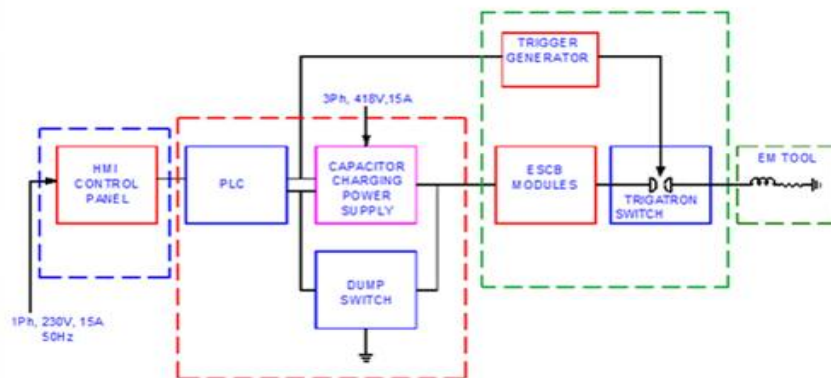 TRIGGER
GENERATOR
3Ph, 418V,15A
HMI
CONTROL
PANEL
PLC
CAPACITOR
CHARGING
POWER
SUPPLY
ESCB
MODULES
TRIGATRON
SWITCH
EM TOOL
DUMP
SWITCH
1Ph, 230V, 15A
50Hz